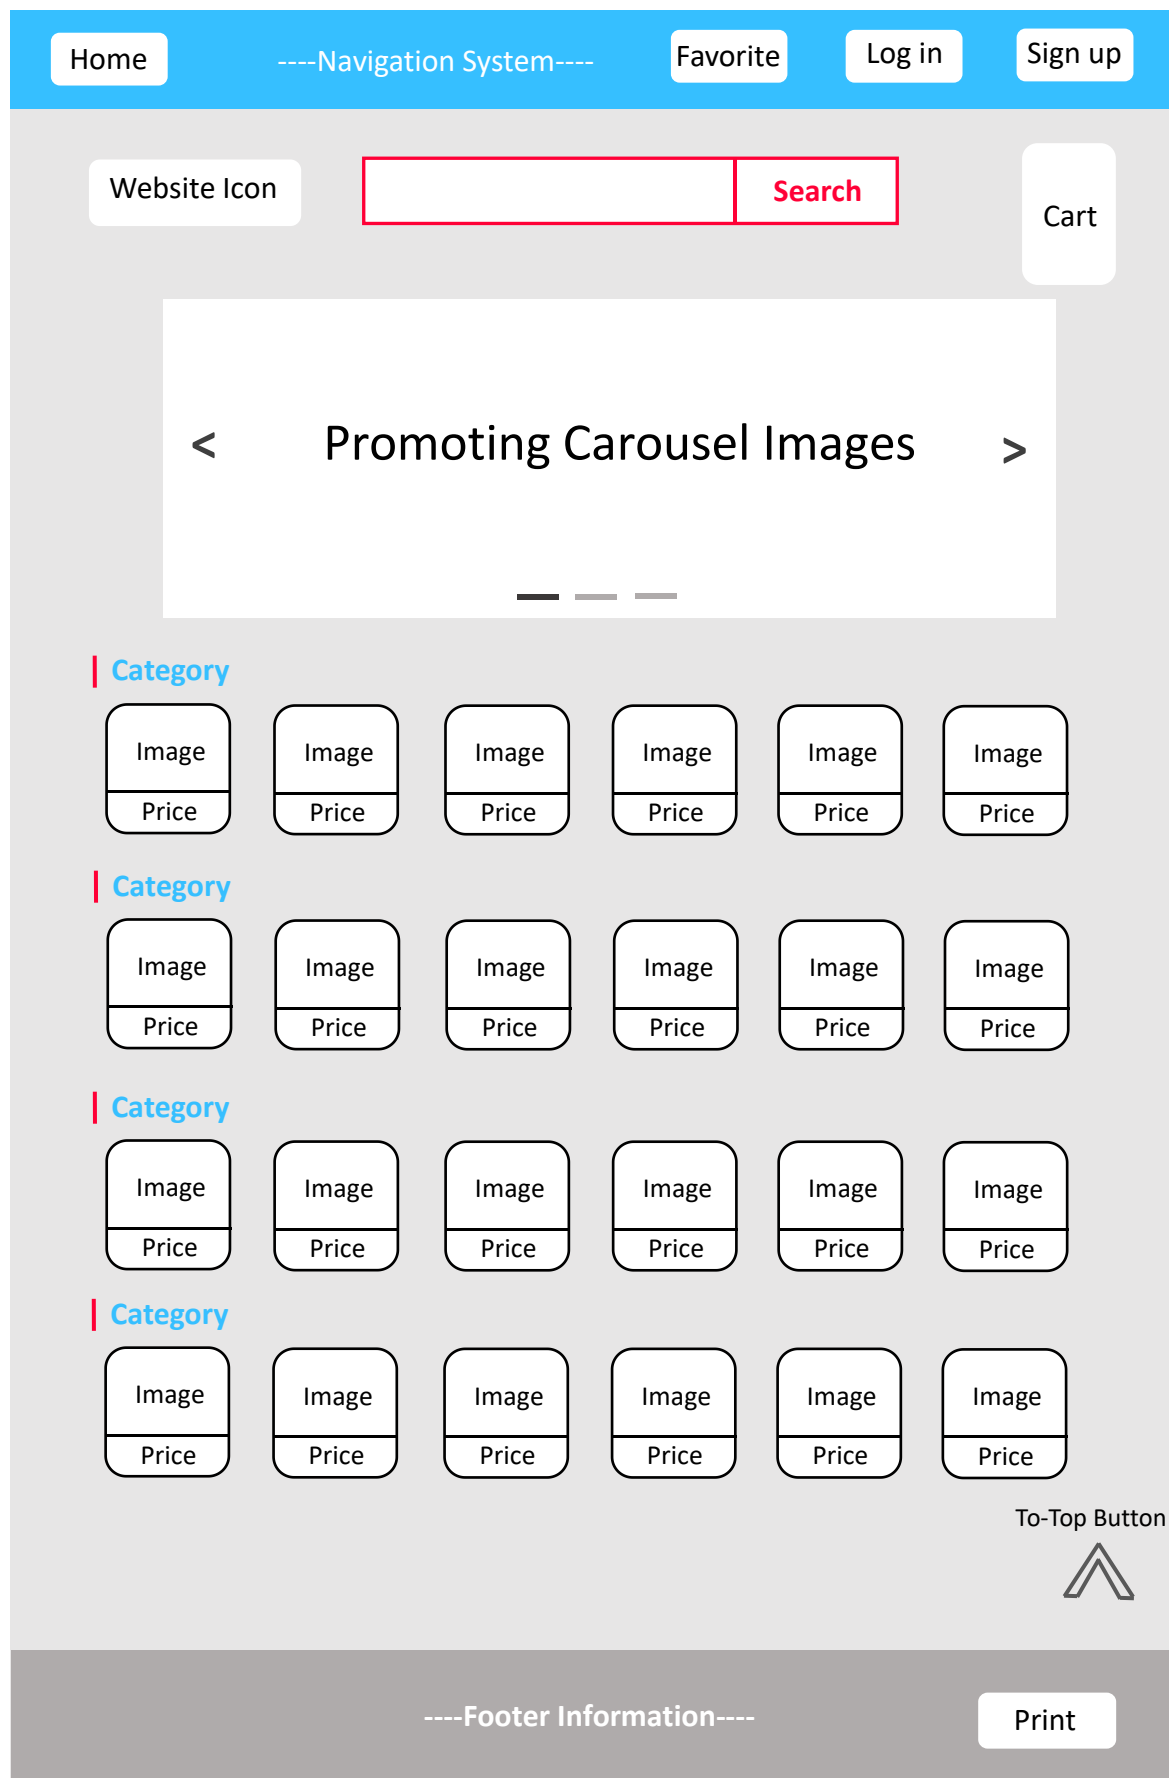 Home ----Navigation System---- Favorite Log in Sign up
Website Icon Search Cart
< Promoting Carousel Images >
Category
Image Image Image Image Image Image
Price Price Price Price Price Price
Category
Image Image Image Image Image Image
Price Price Price Price Price Price
Category
Image Image Image Image Image Image
Price Price Price Price Price Price
Category
Image Image Image Image Image Image
Price Price Price Price Price Price
To-Top Button
----Footer Information---- Print